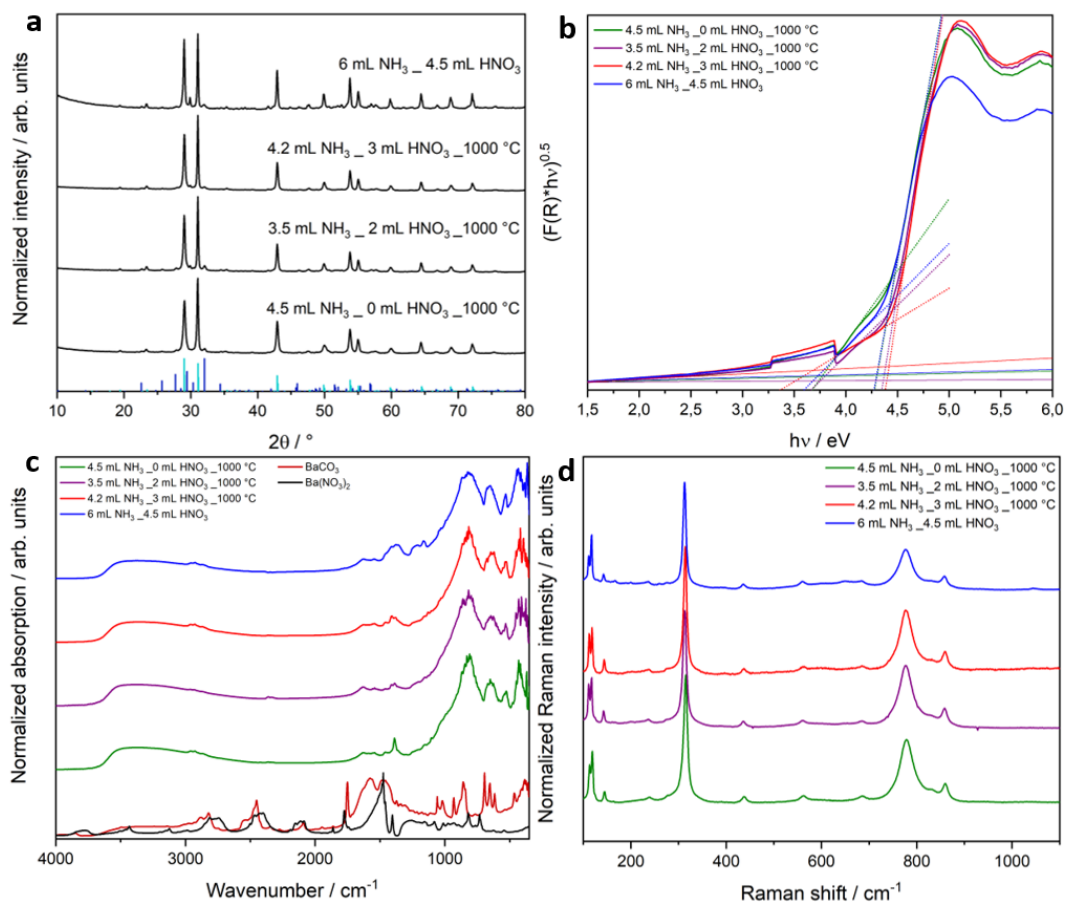 a
Normalized intensity / arb. units
6 mL NH₃ _ 4.5 mL HNO₃
4.2 mL NH₃ _ 3 mL HNO₃ _1000 °C
3.5 mL NH₃ _ 2 mL HNO₃ _1000 °C
4.5 mL NH₃ _ 0 mL HNO₃ _1000 °C
10 20 30 40 50 60 70 80
2θ / °
b
4.5 mL NH₃ _0 mL HNO₃ _1000 °C
3.5 mL NH₃ _2 mL HNO₃ _1000 °C
4.2 mL NH₃ _3 mL HNO₃ _1000 °C
6 mL NH₃ _4.5 mL HNO₃
(F(R)*hν)⁰·⁵
1,5 2,0 2,5 3,0 3,5 4,0 4,5 5,0 5,5 6,0
hν / eV
c
4.5 mL NH₃ _0 mL HNO₃ _1000 °C
3.5 mL NH₃ _2 mL HNO₃ _1000 °C
4.2 mL NH₃ _3 mL HNO₃ _1000 °C
6 mL NH₃ _4.5 mL HNO₃
BaCO₃
Ba(NO₃)₂
Normalized absorption / arb. units
4000 3000 2000 1000
Wavenumber / cm⁻¹
d
4.5 mL NH₃ _0 mL HNO₃ _1000 °C
3.5 mL NH₃ _2 mL HNO₃ _1000 °C
4.2 mL NH₃ _3 mL HNO₃ _1000 °C
6 mL NH₃ _4.5 mL HNO₃
Normalized Raman intensity / arb. units
200 400 600 800 1000
Raman shift / cm⁻¹